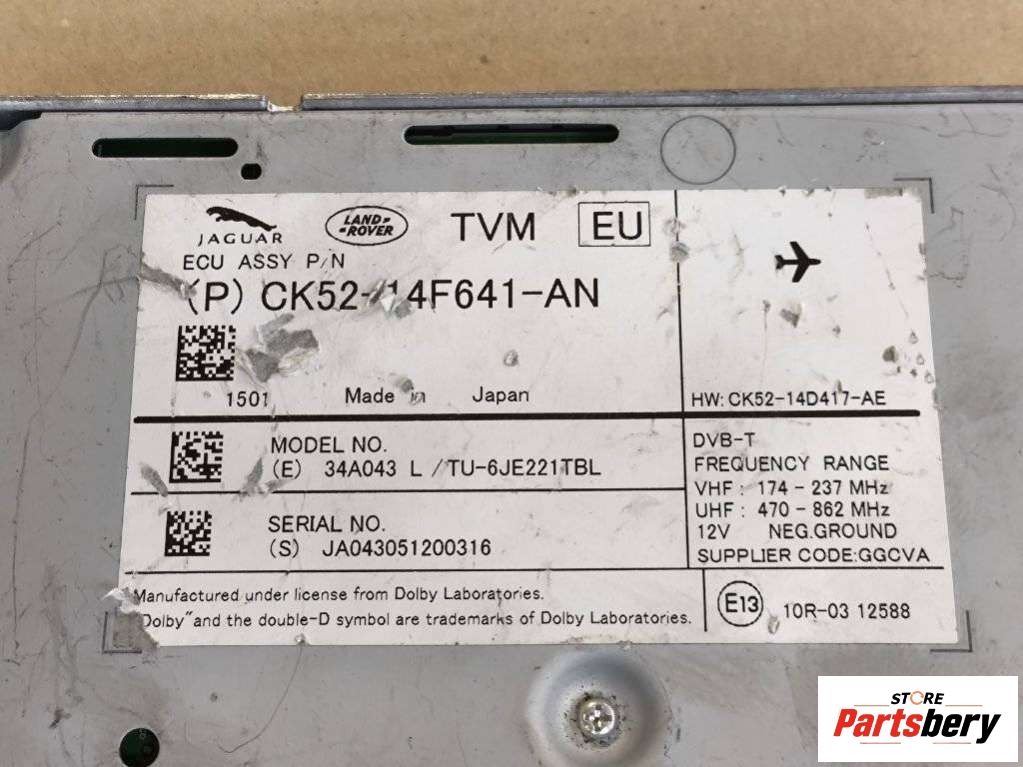 JAGUAR LAND ROVER TVM EU
ECU ASSY P/N
(P) CK52-14F641-AN
1501 Made in Japan
HW: CK52-14D417-AE
MODEL NO.
(E) 34A043 L /TU-6JE221TBL
SERIAL NO.
(S) JA043051200316
DVB-T
FREQUENCY RANGE
VHF : 174 - 237 MHz
UHF : 470 - 862 MHz
12V NEG.GROUND
SUPPLIER CODE:GGCVA
Manufactured under license from Dolby Laboratories.
"Dolby" and the double-D symbol are trademarks of Dolby Laboratories.
E13 10R-03 12588
STORE
Partsbery